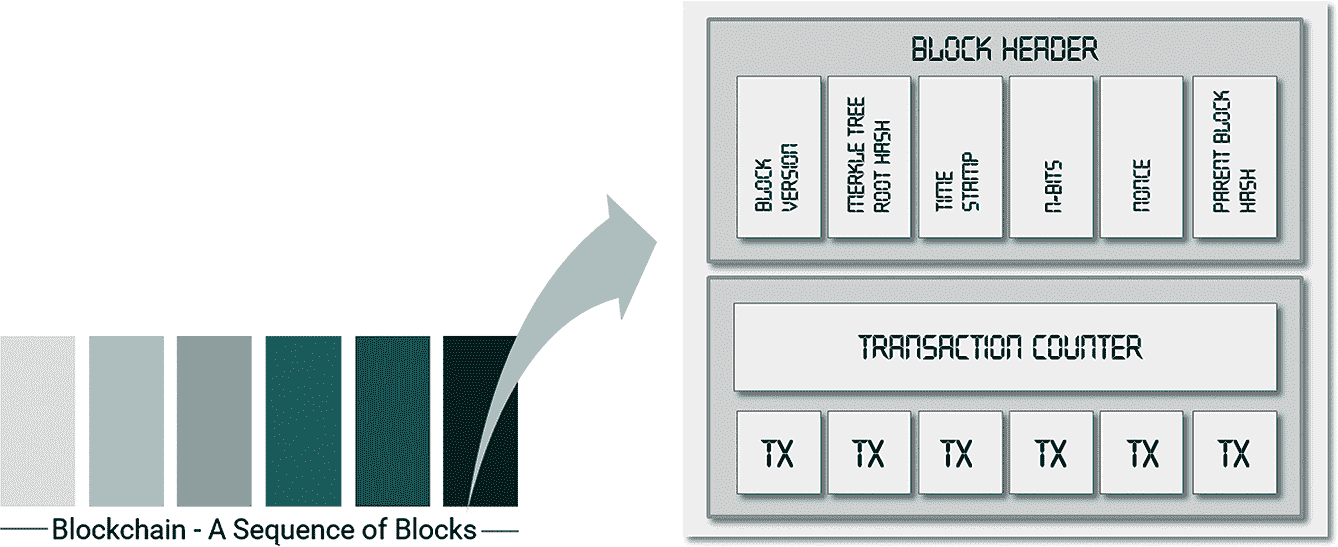 BLOCK HEADER
BLOCK
VERSION
MERKLE TREE
ROOT HASH
TIME
STAMP
N-BITS
NONCE
PARENT BLOCK
HASH
TRANSACTION COUNTER
TX TX TX TX TX TX
Blockchain - A Sequence of Blocks